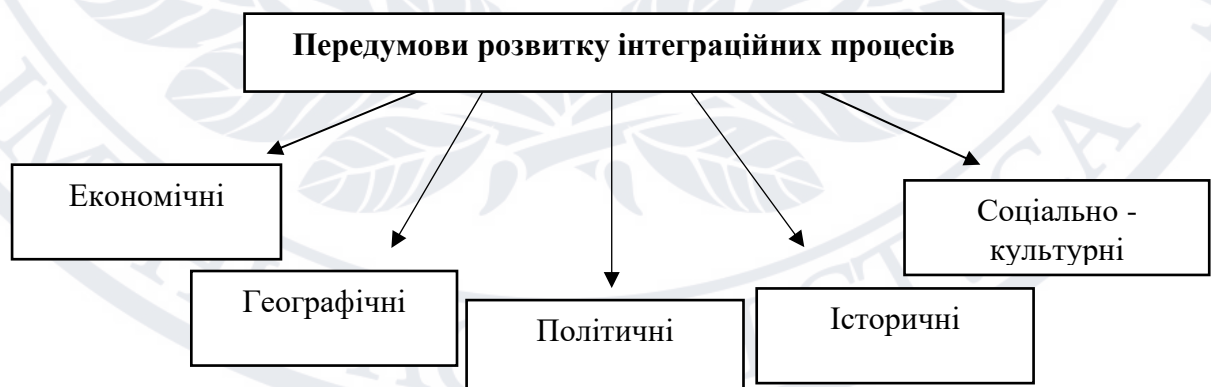 Передумови розвитку інтеграційних процесів
Економічні
Географічні
Політичні
Історичні
Соціально -
культурні